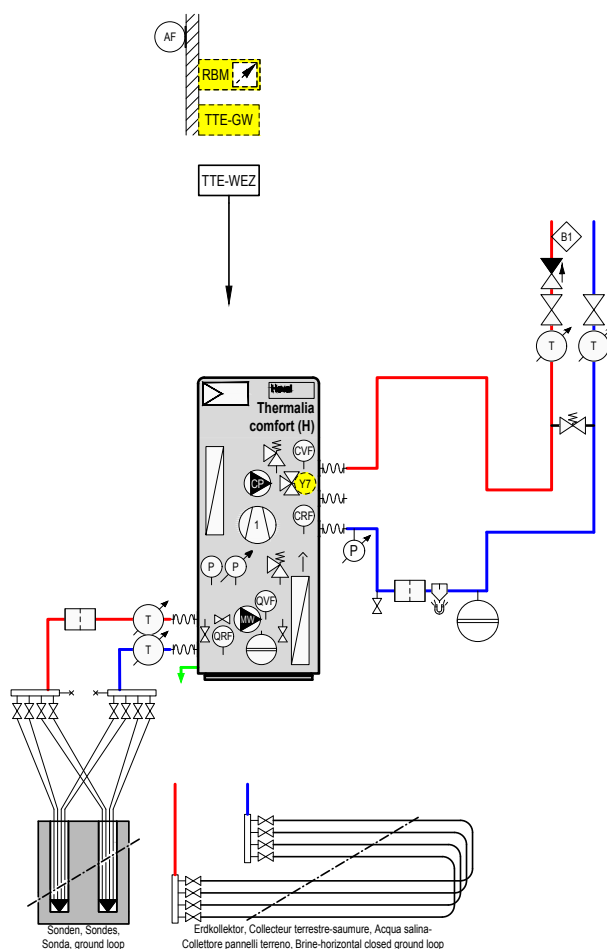 AF
RBM
TTE-GW
TTE-WEZ
B1
T T
Hoval
Thermalia
comfort (H)
CVF
CP Y7
1 CRF
P P P
QVF
MW
QRF
T
T
Sonden, Sondes,
Sonda, ground loop
Erdkollektor, Collecteur terrestre-saumure, Acqua salina-
Collettore pannelli terreno, Brine-horizontal closed ground loop